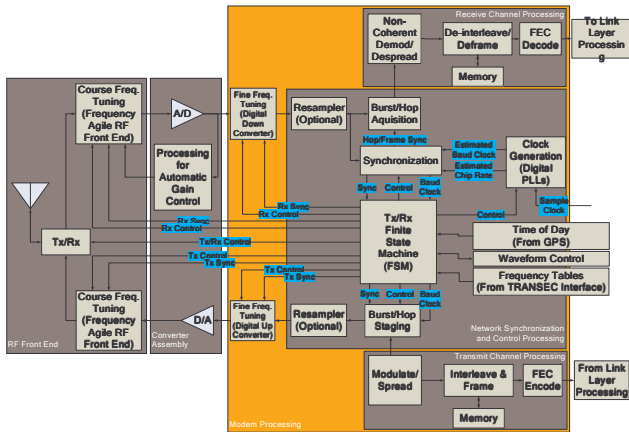 Receive Channel Processing
Non-
Coherent
Demod/
Despread
De-interleave/
Deframe
FEC
Decode
To Link
Layer
Processin
g
Memory
Course Freq.
Tuning
(Frequency
Agile RF
Front End)
A/D
Fine Freq.
Tuning
(Digital
Down
Converter)
Resampler
(Optional)
Burst/Hop
Aquisition
Hop/Frame Sync
Processing for
Automatic
Gain
Control
Synchronization
Estimated
Baud Clock
Estimated
Chip Rate
Clock
Generation
(Digital
PLLs)
Sync
Control
Baud
Clock
Rx Sync
Rx Control
Rx Sync
Rx Control
Control
Sample
Clock
Tx/Rx
Tx/Rx Control
Tx/Rx
Finite
State
Machine
(FSM)
Time of Day
(From GPS)
Waveform Control
Frequency Tables
(From TRANSEC Interface)
Tx Control
Tx Sync
Tx Control
Tx Sync
Sync
Control
Baud
Clock
Course Freq.
Tuning
(Frequency
Agile RF
Front End)
D/A
Fine Freq.
Tuning
(Digital Up
Converter)
Resampler
(Optional)
Burst/Hop
Staging
Network Synchronization
and Control Processing
RF Front End
Converter
Assembly
Transmit Channel Processing
Modulate/
Spread
Interleave &
Frame
FEC
Encode
From Link
Layer
Processing
Memory
Modem Processing